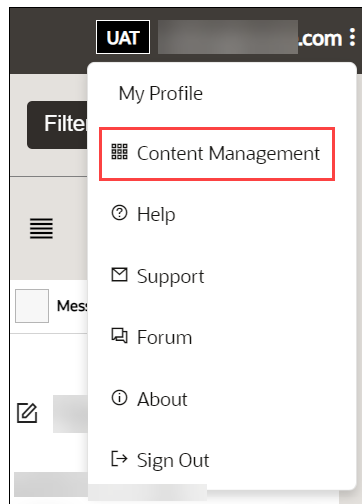 UAT .com
My Profile
Filte
Content Management
Help
Support
Mess
Forum
About
Sign Out